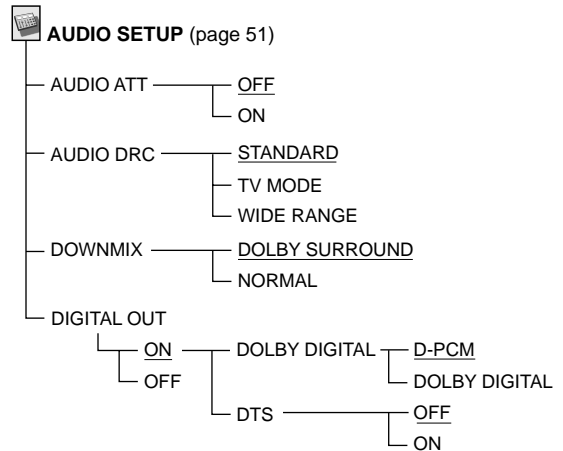 AUDIO SETUP (page 51)
AUDIO ATT OFF
ON
AUDIO DRC STANDARD
TV MODE
WIDE RANGE
DOWNMIX DOLBY SURROUND
NORMAL
DIGITAL OUT
ON DOLBY DIGITAL D-PCM
OFF DOLBY DIGITAL
DTS OFF
ON